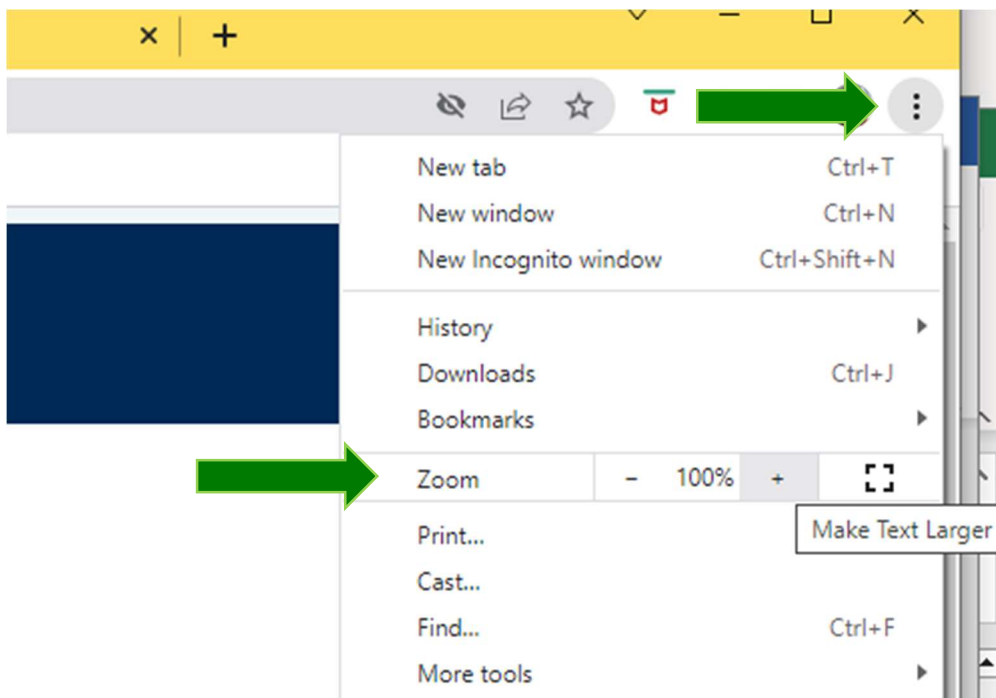 New tab Ctrl+T
New window Ctrl+N
New Incognito window Ctrl+Shift+N
History
Downloads Ctrl+J
Bookmarks
Zoom - 100% +
Make Text Larger
Print...
Cast...
Find... Ctrl+F
More tools